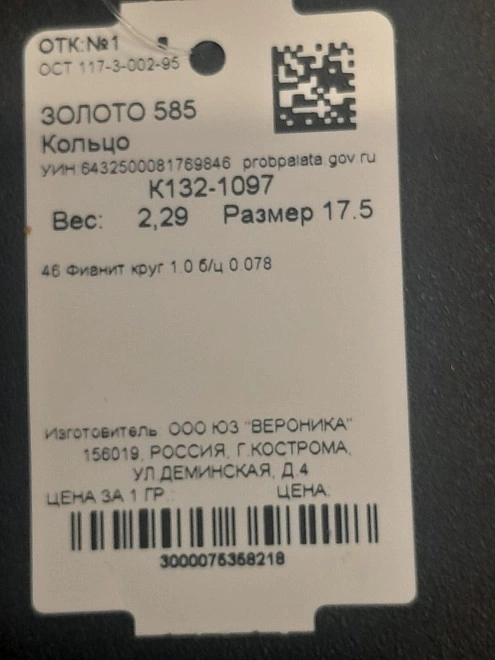 ОТК:№1
ОСТ 117-3-002-95
ЗОЛОТО 585
Кольцо
УИН:6432500081769846 probpalata.gov.ru
К132-1097
Вес: 2,29 Размер 17.5
46 Фианит круг 1.0 б/ц 0.078
Изготовитель: ООО ЮЗ "ВЕРОНИКА"
156019, РОССИЯ, Г.КОСТРОМА,
УЛ.ДЕМИНСКАЯ, Д.4
ЦЕНА ЗА 1 ГР.: ЦЕНА:
3000075358218